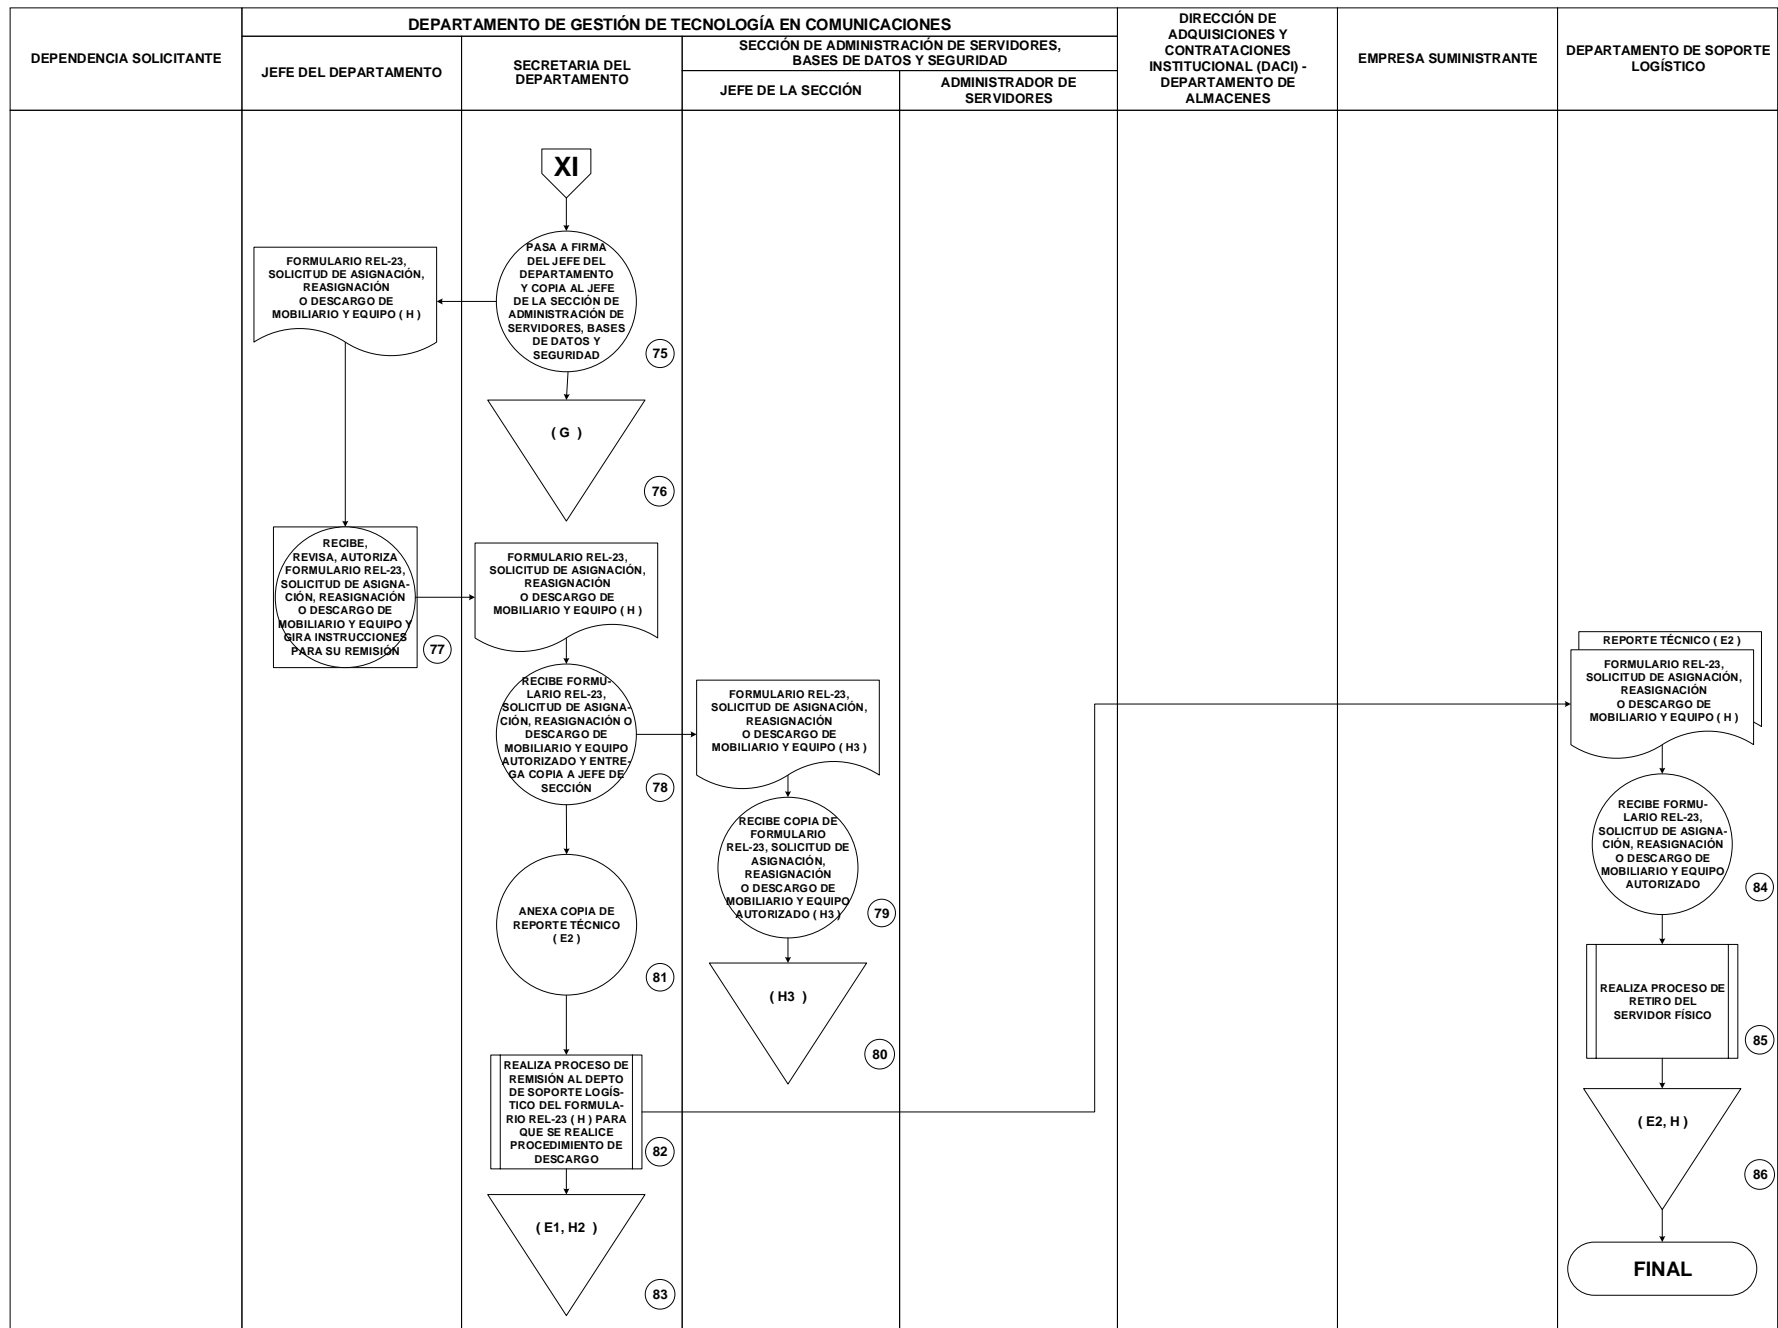 DEPENDENCIA SOLICITANTE
DEPARTAMENTO DE GESTIÓN DE TECNOLOGÍA EN COMUNICACIONES
JEFE DEL DEPARTAMENTO
SECRETARIA DEL
DEPARTAMENTO
SECCIÓN DE ADMINISTRACIÓN DE SERVIDORES,
BASES DE DATOS Y SEGURIDAD
JEFE DE LA SECCIÓN
ADMINISTRADOR DE
SERVIDORES
DIRECCIÓN DE
ADQUISICIONES Y
CONTRATACIONES
INSTITUCIONAL (DACI) -
DEPARTAMENTO DE
ALMACENES
EMPRESA SUMINISTRANTE
DEPARTAMENTO DE SOPORTE
LOGÍSTICO
XI
PASA A FIRMA
DEL JEFE DEL
DEPARTAMENTO
Y COPIA AL JEFE
DE LA SECCIÓN DE
ADMINISTRACIÓN DE
SERVIDORES, BASES
DE DATOS Y
SEGURIDAD
75
FORMULARIO REL-23,
SOLICITUD DE ASIGNACIÓN,
REASIGNACIÓN
O DESCARGO DE
MOBILIARIO Y EQUIPO ( H )
( G )
76
RECIBE,
REVISA, AUTORIZA
FORMULARIO REL-23,
SOLICITUD DE ASIGNA-
CIÓN, REASIGNACIÓN
O DESCARGO DE
MOBILIARIO Y EQUIPO Y
GIRA INSTRUCCIONES
PARA SU REMISIÓN
77
FORMULARIO REL-23,
SOLICITUD DE ASIGNACIÓN,
REASIGNACIÓN
O DESCARGO DE
MOBILIARIO Y EQUIPO ( H )
RECIBE FORMU-
LARIO REL-23,
SOLICITUD DE ASIGNA-
CIÓN, REASIGNACIÓN O
DESCARGO DE
MOBILIARIO Y EQUIPO
AUTORIZADO Y ENTRE-
GA COPIA A JEFE DE
SECCIÓN
78
FORMULARIO REL-23,
SOLICITUD DE ASIGNACIÓN,
REASIGNACIÓN
O DESCARGO DE
MOBILIARIO Y EQUIPO ( H3 )
RECIBE COPIA DE
FORMULARIO
REL-23, SOLICITUD DE
ASIGNACIÓN,
REASIGNACIÓN
O DESCARGO DE
MOBILIARIO Y EQUIPO
AUTORIZADO ( H3 )
79
( H3 )
80
ANEXA COPIA DE
REPORTE TÉCNICO
( E2 )
81
REALIZA PROCESO DE
REMISIÓN AL DEPTO
DE SOPORTE LOGÍS-
TICO DEL FORMULA-
RIO REL-23 ( H ) PARA
QUE SE REALICE
PROCEDIMIENTO DE
DESCARGO
82
( E1, H2 )
83
REPORTE TÉCNICO ( E2 )
FORMULARIO REL-23,
SOLICITUD DE ASIGNACIÓN,
REASIGNACIÓN
O DESCARGO DE
MOBILIARIO Y EQUIPO ( H )
RECIBE FORMU-
LARIO REL-23,
SOLICITUD DE ASIGNA-
CIÓN, REASIGNACIÓN
O DESCARGO DE
MOBILIARIO Y EQUIPO
AUTORIZADO
84
REALIZA PROCESO DE
RETIRO DEL
SERVIDOR FÍSICO
85
( E2, H )
86
FINAL